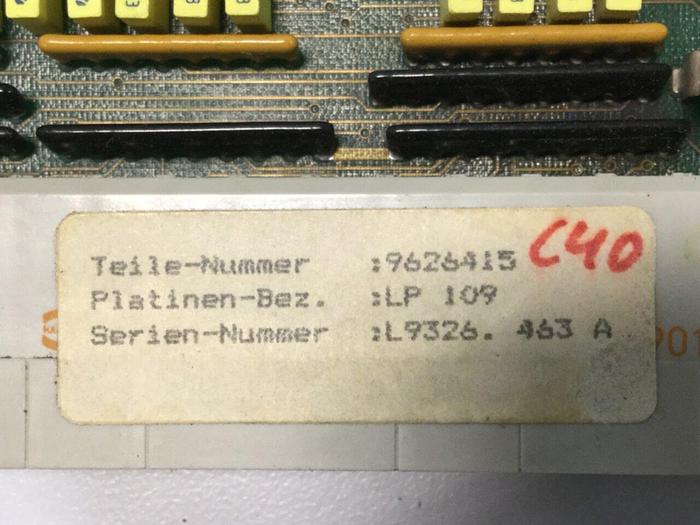 Teile-Nummer :9626415 C40
Platinen-Bez. :LP 109
Serien-Nummer :L9326. 463 A